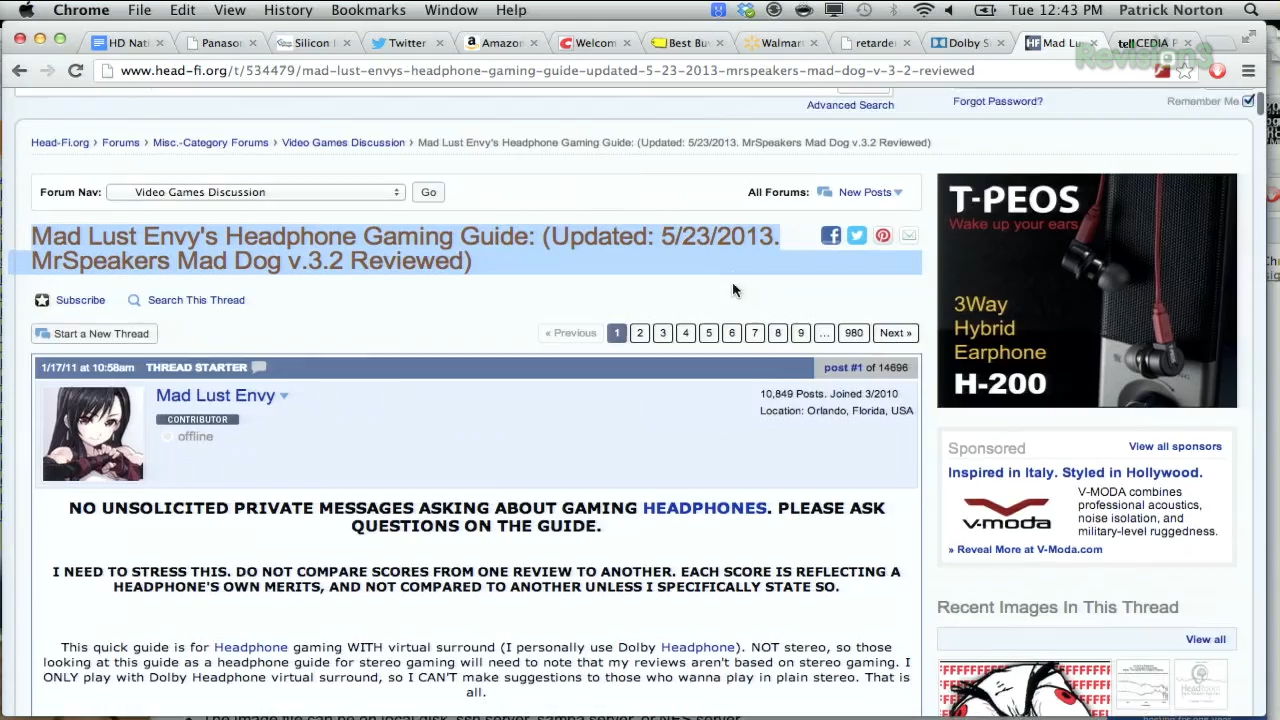 Chrome File Edit View History Bookmarks Window Help Tue 12:43 PM Patrick Norton
HD Nat Panason Silicon Twitter Amazon Welcom Best Bu Walmar retarde Dolby S Mad Lu tell CEDIA P
www.head-fi.org/t/534479/mad-lust-envys-headphone-gaming-guide-updated-5-23-2013-mrspeakers-mad-dog-v-3-2-reviewed
Revision3
Advanced Search Forgot Password? Remember Me
Head-Fi.org › Forums › Misc.-Category Forums › Video Games Discussion › Mad Lust Envy's Headphone Gaming Guide: (Updated: 5/23/2013. MrSpeakers Mad Dog v.3.2 Reviewed)
Forum Nav: Video Games Discussion Go All Forums: New Posts
Mad Lust Envy's Headphone Gaming Guide: (Updated: 5/23/2013.
MrSpeakers Mad Dog v.3.2 Reviewed)
Subscribe Search This Thread
Start a New Thread « Previous 1 2 3 4 5 6 7 8 9 ... 980 Next »
1/17/11 at 10:58am THREAD STARTER post #1 of 14696
Mad Lust Envy
CONTRIBUTOR
offline
10,849 Posts. Joined 3/2010
Location: Orlando, Florida, USA
NO UNSOLICITED PRIVATE MESSAGES ASKING ABOUT GAMING HEADPHONES. PLEASE ASK
QUESTIONS ON THE GUIDE.
I NEED TO STRESS THIS. DO NOT COMPARE SCORES FROM ONE REVIEW TO ANOTHER. EACH SCORE IS REFLECTING A
HEADPHONE'S OWN MERITS, AND NOT COMPARED TO ANOTHER UNLESS I SPECIFICALLY STATE SO.
This quick guide is for Headphone gaming WITH virtual surround (I personally use Dolby Headphone). NOT stereo, so those
looking at this guide as a headphone guide for stereo gaming will need to note that my reviews aren't based on stereo gaming. I
ONLY play with Dolby Headphone virtual surround, so I CAN'T make suggestions to those who wanna play in plain stereo. That is
all.
T-PEOS
Wake up your ears
3Way
Hybrid
Earphone
H-200
Sponsored View all sponsors
Inspired in Italy. Styled in Hollywood.
v-moda
V-MODA combines
professional acoustics,
noise isolation, and
military-level ruggedness.
» Reveal More at V-Moda.com
Recent Images In This Thread
View all